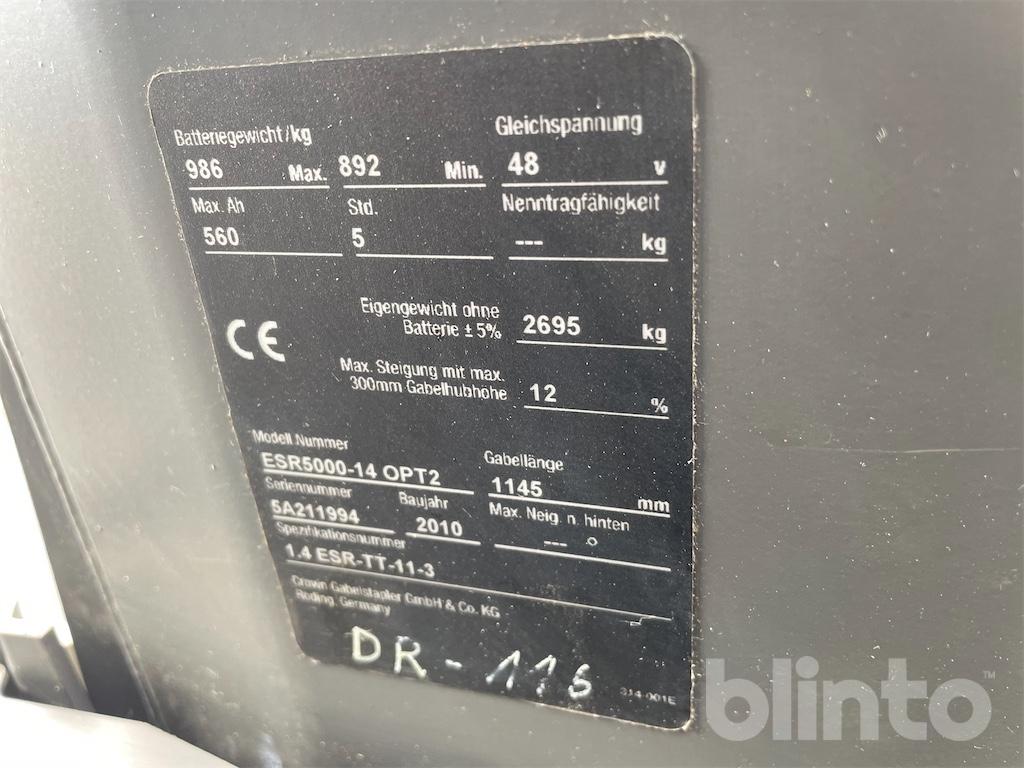 Batteriegewicht/kg Gleichspannung
986 Max. 892 Min. 48 V
Max. Ah Std. Nenntragfähigkeit
560 5 --- kg
Eigengewicht ohne
Batterie ± 5% 2695 kg
CE
Max. Steigung mit max.
300mm Gabelhubhöhe 12 %
Modell Nummer Gabellänge
ESR5000-14 OPT2 1145 mm
Seriennummer Baujahr Max. Neig. n. hinten
5A211994 2010 --- °
Spezifikationsnummer
1.4 ESR-TT-11-3
Crown Gabelstapler GmbH & Co. KG
Roding, Germany
DR-116
314-001E
blinto™